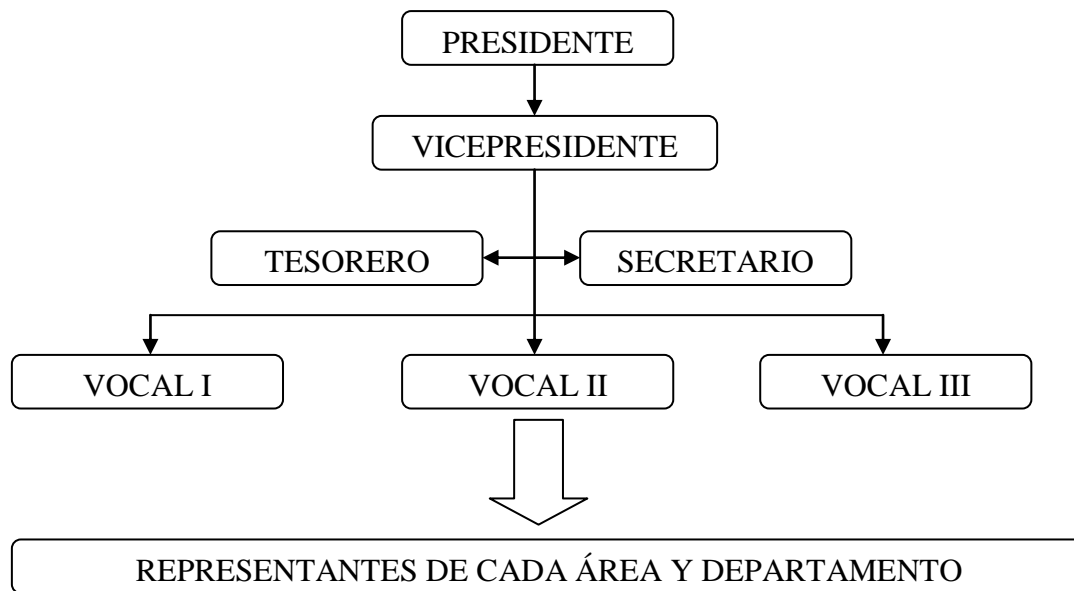 PRESIDENTE
VICEPRESIDENTE
TESORERO
SECRETARIO
VOCAL I
VOCAL II
VOCAL III
REPRESENTANTES DE CADA ÁREA Y DEPARTAMENTO